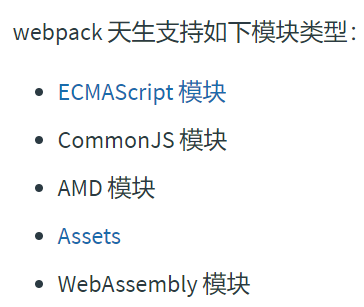 webpack 天生支持如下模块类型：
ECMAScript 模块
CommonJS 模块
AMD 模块
Assets
WebAssembly 模块